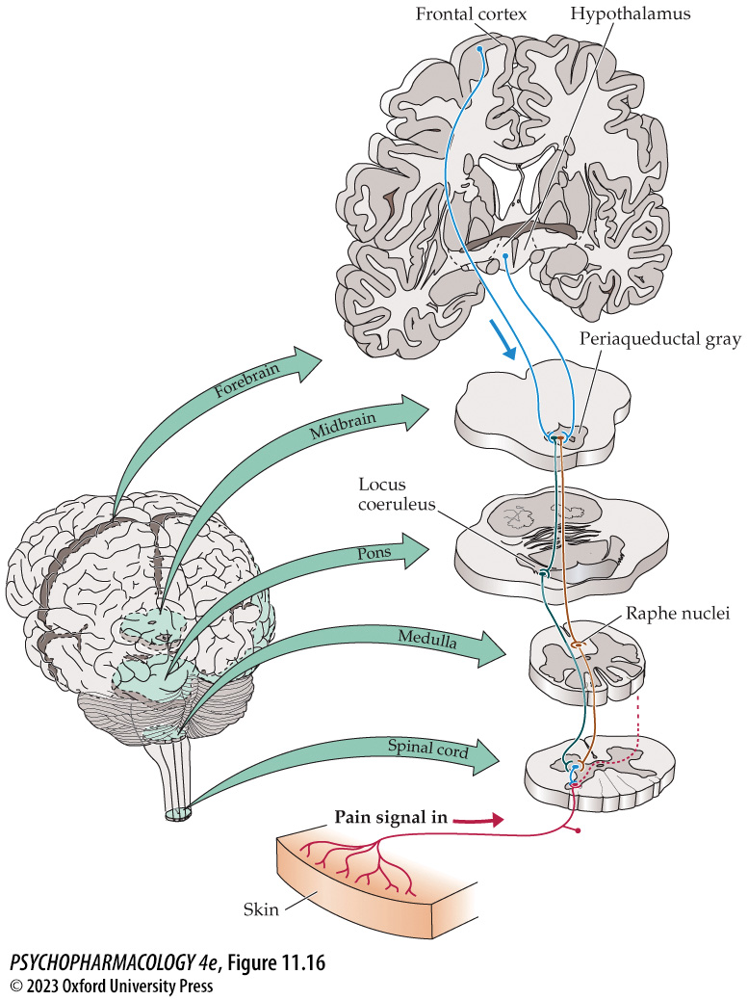 Frontal cortex
Hypothalamus
Periaqueductal gray
Forebrain
Midbrain
Locus
coeruleus
Pons
Raphe nuclei
Medulla
Spinal cord
Pain signal in
Skin
PSYCHOPHARMACOLOGY 4e, Figure 11.16
© 2023 Oxford University Press